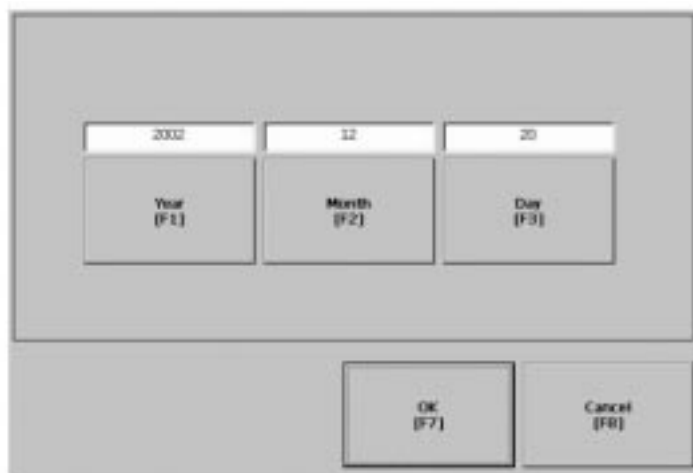 2002 12 20
Year Month Day
[F1] [F2] [F3]
OK Cancel
[F7] [F8]